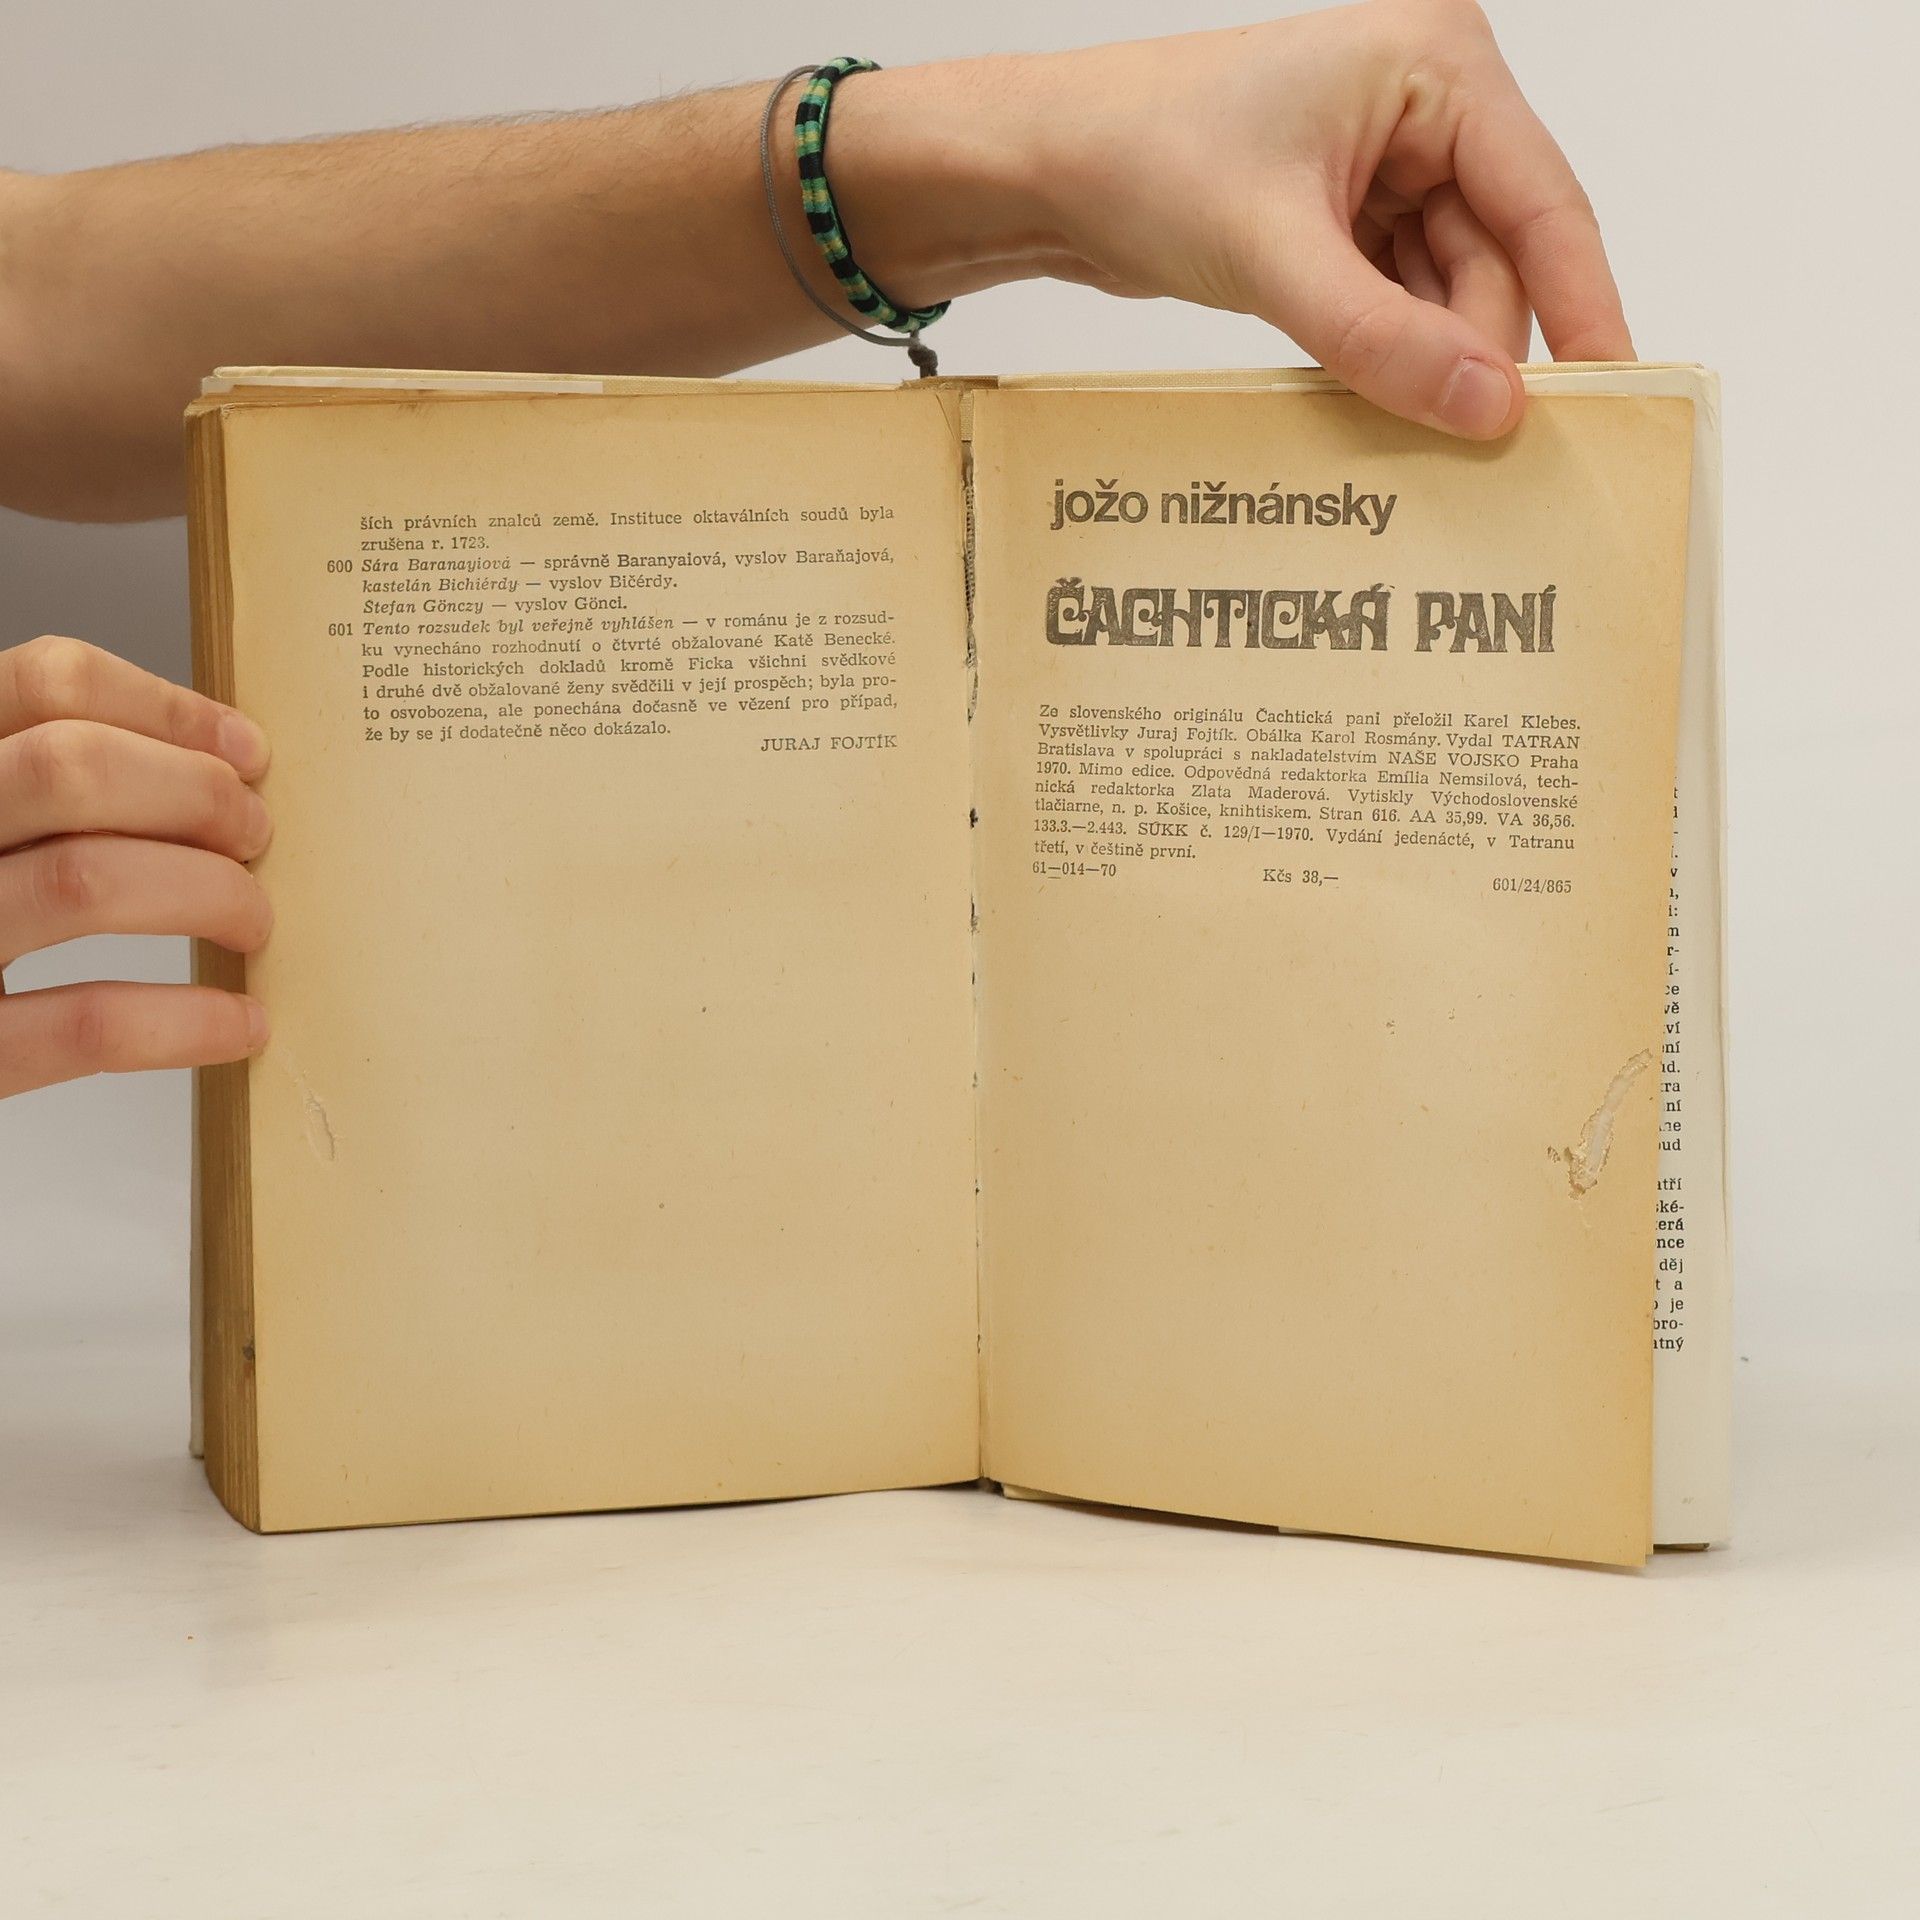 ších právních znalců země. Instituce oktaválních soudů byla
zrušena r. 1723.
600 Sára Baranayiová — správně Baranyaiová, vyslov Baraňajová,
kastelán Bichiérdy — vyslov Bičérdy.
Štefan Gönczy — vyslov Gönci.
601 Tento rozsudek byl veřejně vyhlášen — v románu je z rozsud-
ku vynecháno rozhodnutí o čtvrté obžalované Katě Benecké.
Podle historických dokladů kromě Ficka všichni svědkové
i druhé dvě obžalované ženy svědčili v její prospěch; byla pro-
to osvobozena, ale ponechána dočasně ve vězení pro případ,
že by se jí dodatečně něco dokázalo.
JURAJ FOJTÍK
jožo nižnánsky
ČACHTICKÁ PANÍ
Ze slovenského originálu Čachtická pani přeložil Karel Klebes.
Vysvětlivky Juraj Fojtík. Obálka Karol Rosmány. Vydal TATRAN
Bratislava v spolupráci s nakladatelstvím NAŠE VOJSKO Praha
1970. Mimo edice. Odpovědná redaktorka Emília Nemsilová, tech-
nická redaktorka Zlata Maderová. Vytiskly Východoslovenské
tlačiarne, n. p. Košice, knihtiskem. Stran 616. AA 35,99. VA 36,56.
133.3.—2.443. SÚKK č. 129/I—1970. Vydání jedenácté, v Tatranu
třetí, v češtině první.
61—014—70 Kčs 38,— 601/24/865
děj
t a
je